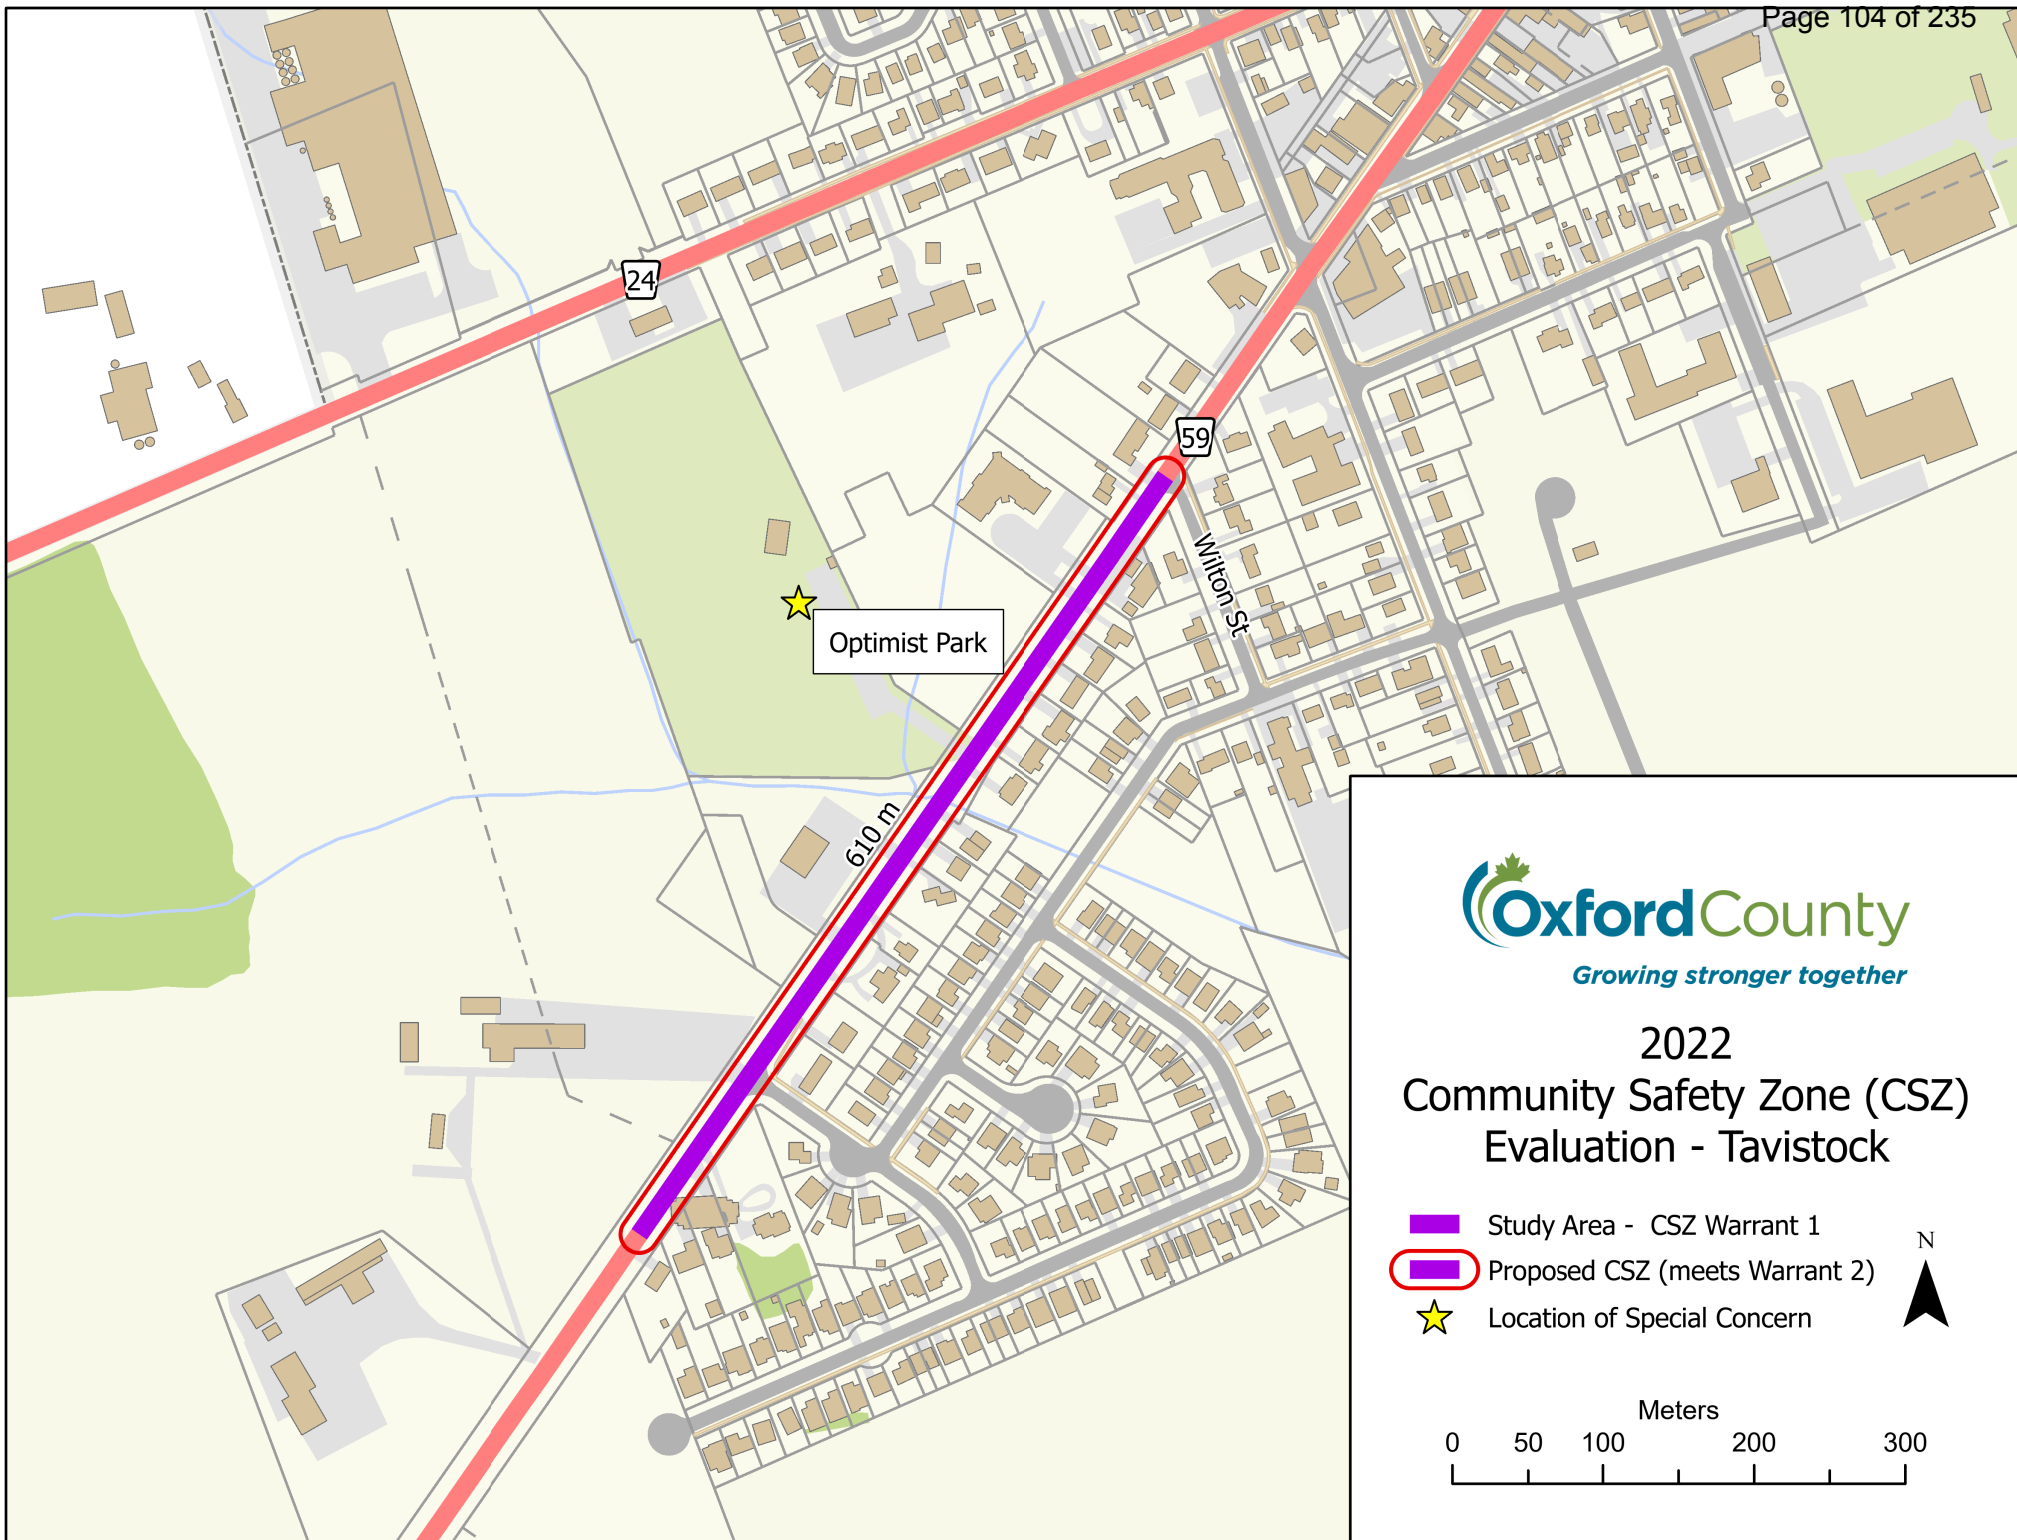 Page 104 of 235
24
59
Wilton St
Optimist Park
610 m
OxfordCounty
Growing stronger together
2022
Community Safety Zone (CSZ)
Evaluation - Tavistock
Study Area - CSZ Warrant 1
Proposed CSZ (meets Warrant 2)
Location of Special Concern
N
Meters
0 50 100 200 300